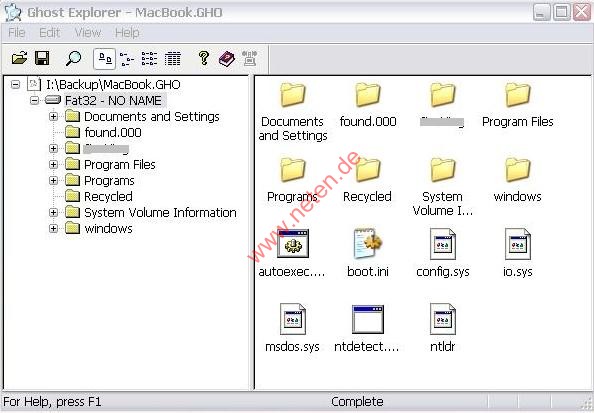 Ghost Explorer - MacBook.GHO
File Edit View Help
I:\Backup\MacBook.GHO
Fat32 - NO NAME
Documents and Settings
found.000
Program Files
Programs
Recycled
System Volume Information
windows
Documents
and Settings
found.000
Program Files
Programs
Recycled
System
Volume I...
windows
www.neten.de
autoexec....
boot.ini
config.sys
io.sys
msdos.sys
ntdetect....
ntldr
For Help, press F1
Complete